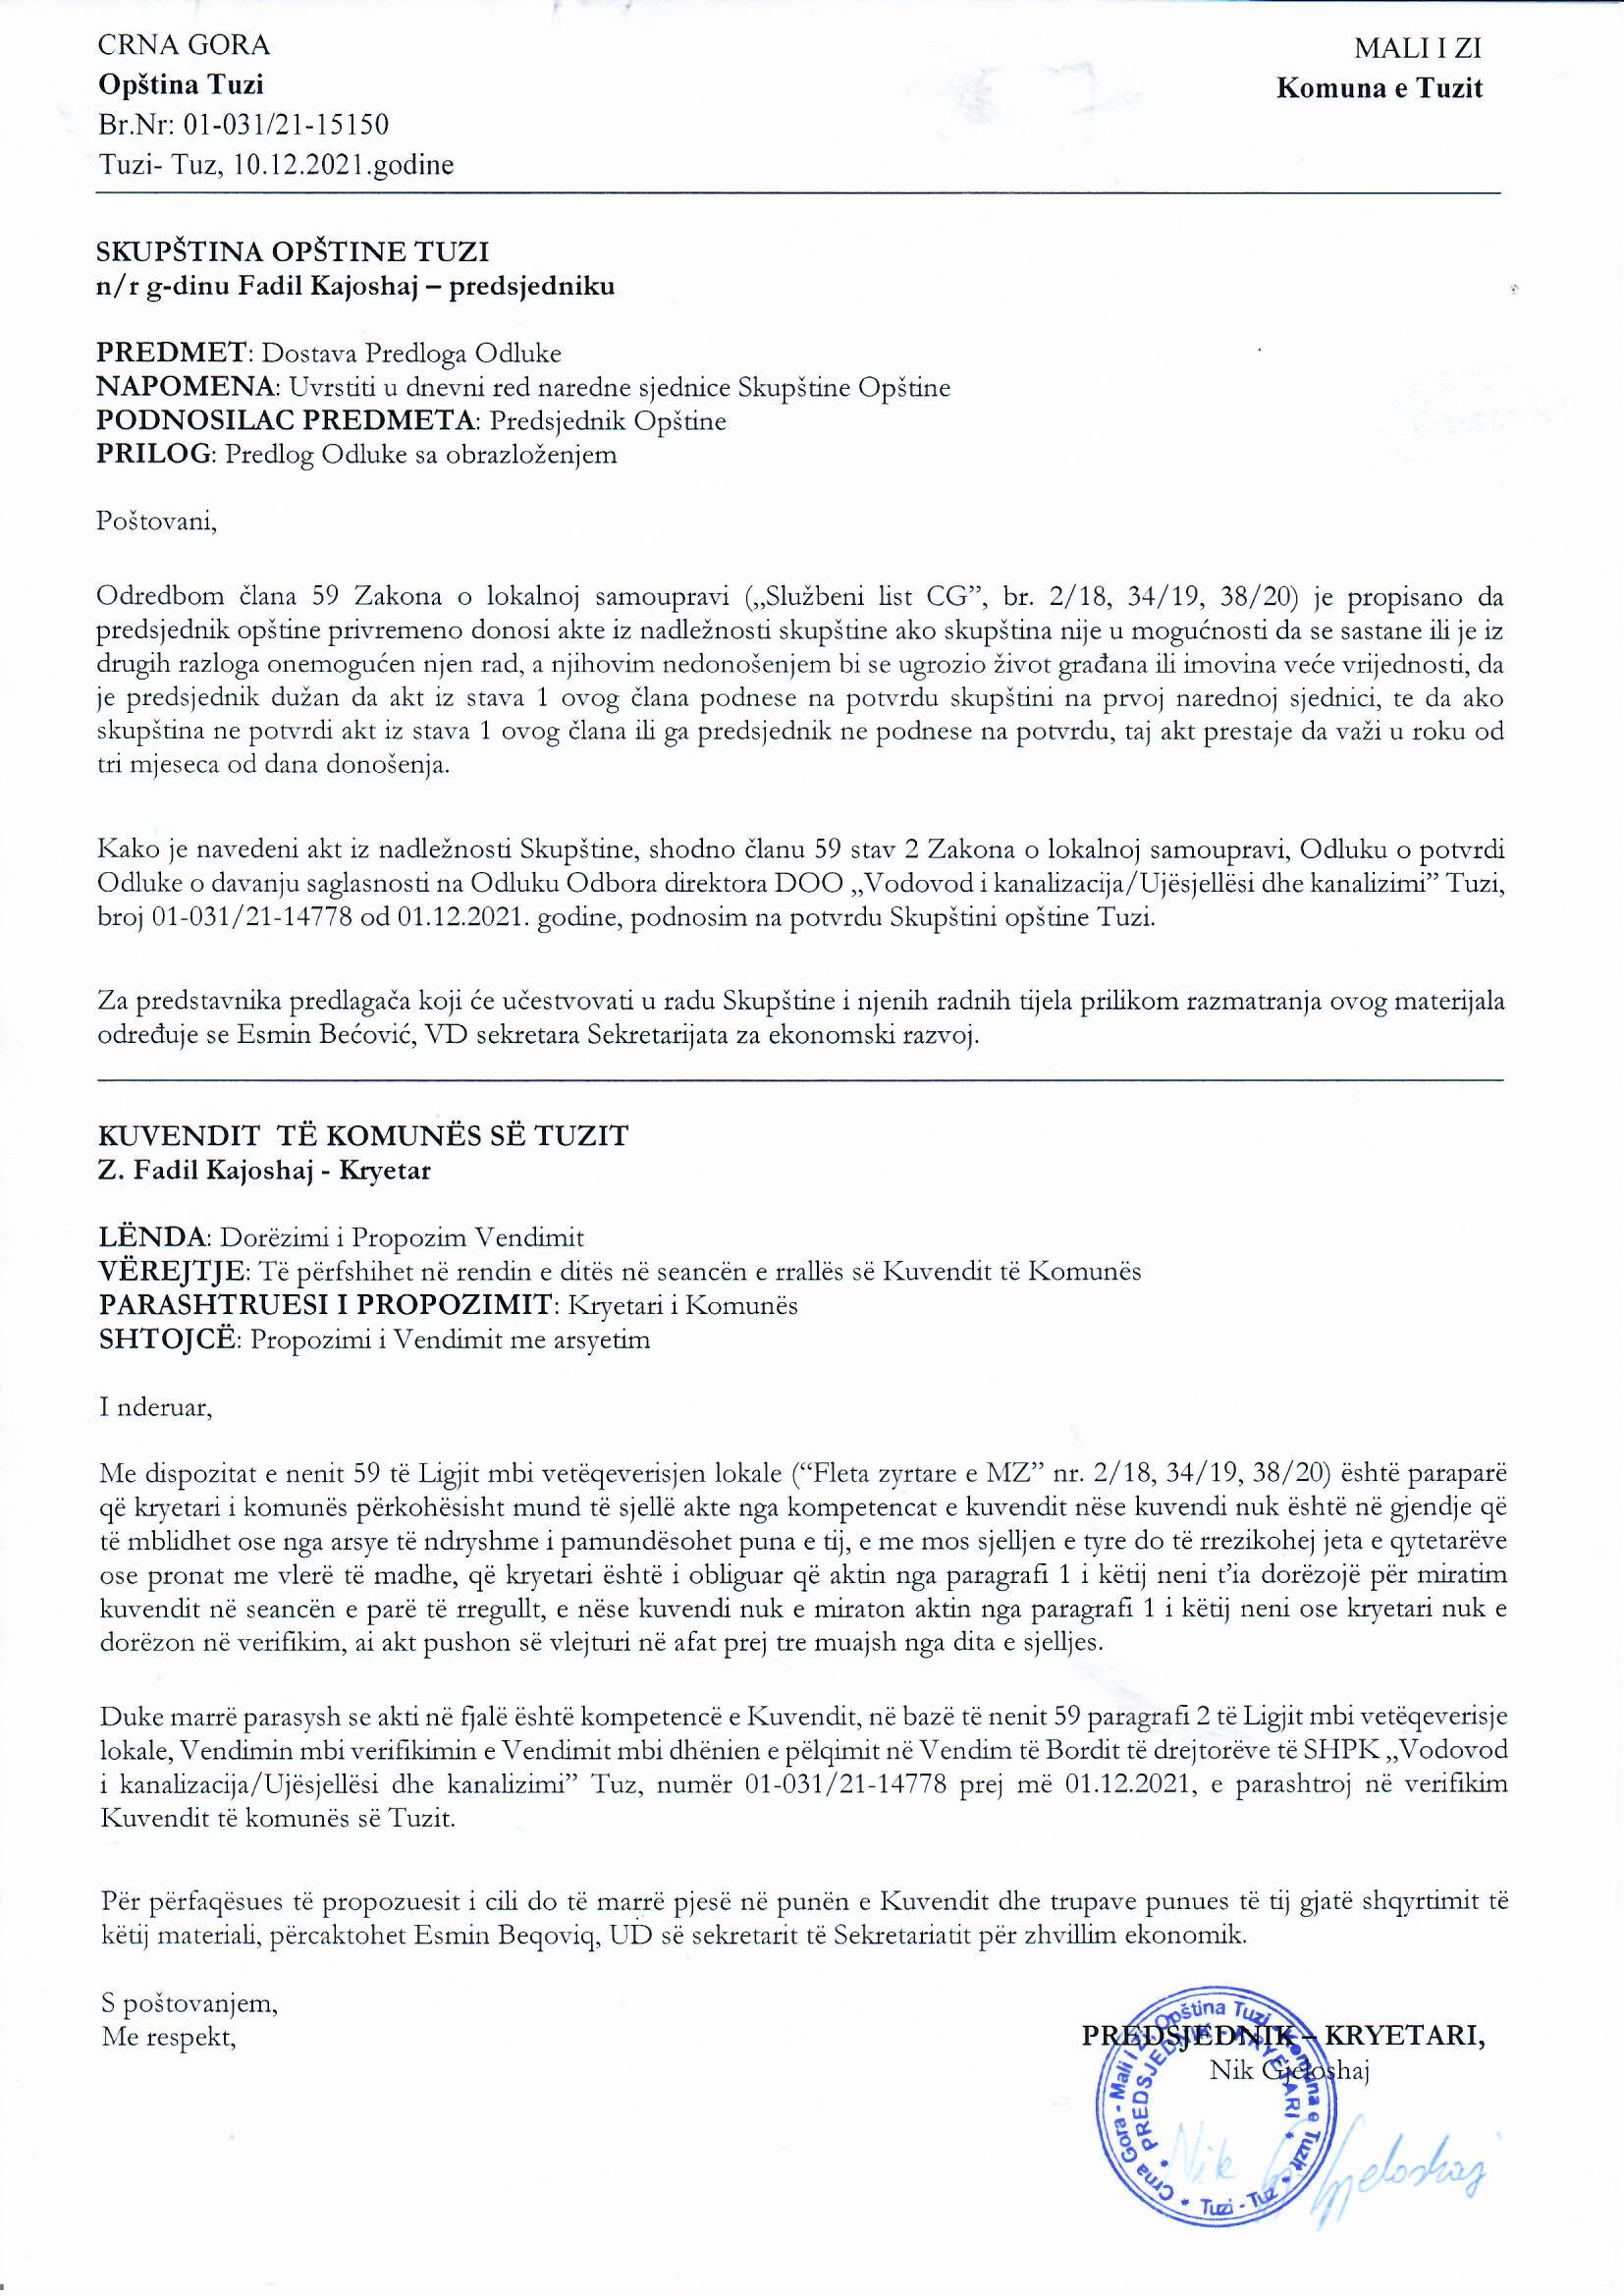 CRNA GORA
Opština Tuzi
Br.Nr: 01-031/21-15150
Tuzi- Tuz, 10.12.2021.godine
MALI I ZI
Komuna e Tuzit
SKUPŠTINA OPŠTINE TUZI
n/r g-dinu Fadil Kajoshaj – predsjedniku
PREDMET: Dostava Predloga Odluke
NAPOMENA: Uvrstiti u dnevni red naredne sjednice Skupštine Opštine
PODNOSILAC PREDMETA: Predsjednik Opštine
PRILOG: Predlog Odluke sa obrazloženjem
Poštovani,
Odredbom člana 59 Zakona o lokalnoj samoupravi („Službeni list CG”, br. 2/18, 34/19, 38/20) je propisano da
predsjednik opštine privremeno donosi akte iz nadležnosti skupštine ako skupština nije u mogućnosti da se sastane ili je iz
drugih razloga onemogućen njen rad, a njihovim nedonošenjem bi se ugrozio život građana ili imovina veće vrijednosti, da
je predsjednik dužan da akt iz stava 1 ovog člana podnese na potvrdu skupštini na prvoj narednoj sjednici, te da ako
skupština ne potvrdi akt iz stava 1 ovog člana ili ga predsjednik ne podnese na potvrdu, taj akt prestaje da važi u roku od
tri mjeseca od dana donošenja.
Kako je navedeni akt iz nadležnosti Skupštine, shodno članu 59 stav 2 Zakona o lokalnoj samoupravi, Odluku o potvrdi
Odluke o davanju saglasnosti na Odluku Odbora direktora DOO „Vodovod i kanalizacija/Ujësjellësi dhe kanalizimi” Tuzi,
broj 01-031/21-14778 od 01.12.2021. godine, podnosim na potvrdu Skupštini opštine Tuzi.
Za predstavnika predlagača koji će učestvovati u radu Skupštine i njenih radnih tijela prilikom razmatranja ovog materijala
određuje se Esmin Bećović, VD sekretara Sekretarijata za ekonomski razvoj.
KUVENDIT TË KOMUNËS SË TUZIT
Z. Fadil Kajoshaj - Kryetar
LËNDA: Dorëzimi i Propozim Vendimit
VËREJTJE: Të përfshihet në rendin e ditës në seancën e rrallës së Kuvendit të Komunës
PARASHTRUESI I PROPOZIMIT: Kryetari i Komunës
SHTOJCË: Propozimi i Vendimit me arsyetim
I nderuar,
Me dispozitat e nenit 59 të Ligjit mbi vetëqeverisjen lokale (“Fleta zyrtare e MZ” nr. 2/18, 34/19, 38/20) është paraparë
që kryetari i komunës përkohësisht mund të sjellë akte nga kompetencat e kuvendit nëse kuvendi nuk është në gjendje që
të mblidhet ose nga arsye të ndryshme i pamundësohet puna e tij, e me mos sjelljen e tyre do të rrezikohej jeta e qytetarëve
ose pronat me vlerë të madhe, që kryetari është i obliguar që aktin nga paragrafi 1 i këtij neni t’ia dorëzojë për miratim
kuvendit në seancën e parë të rregullt, e nëse kuvendi nuk e miraton aktin nga paragrafi 1 i këtij neni ose kryetari nuk e
dorëzon në verifikim, ai akt pushon së vlejturi në afat prej tre muajsh nga dita e sjelljes.
Duke marrë parasysh se akti në fjalë është kompetencë e Kuvendit, në bazë të nenit 59 paragrafi 2 të Ligjit mbi vetëqeverisje
lokale, Vendimin mbi verifikimin e Vendimit mbi dhënien e pëlqimit në Vendim të Bordit të drejtorëve të SHPK „Vodovod
i kanalizacija/Ujësjellësi dhe kanalizimi” Tuz, numër 01-031/21-14778 prej më 01.12.2021, e parashtroj në verifikim
Kuvendit të komunës së Tuzit.
Për përfaqësues të propozuesit i cili do të marrë pjesë në punën e Kuvendit dhe trupave punues të tij gjatë shqyrtimit të
këtij materiali, përcaktohet Esmin Beqoviq, UD së sekretarit të Sekretariatit për zhvillim ekonomik.
S poštovanjem,
Me respekt,
PREDSJEDNIK – KRYETARI,
Nik Gjeloshaj
Crna Gora - Mali i Zi, Opština Tuzi - Komuna e Tuzit
PREDSJEDNIK - KRYETARI
Tuzi - Tuz
Nik Gjeloshaj